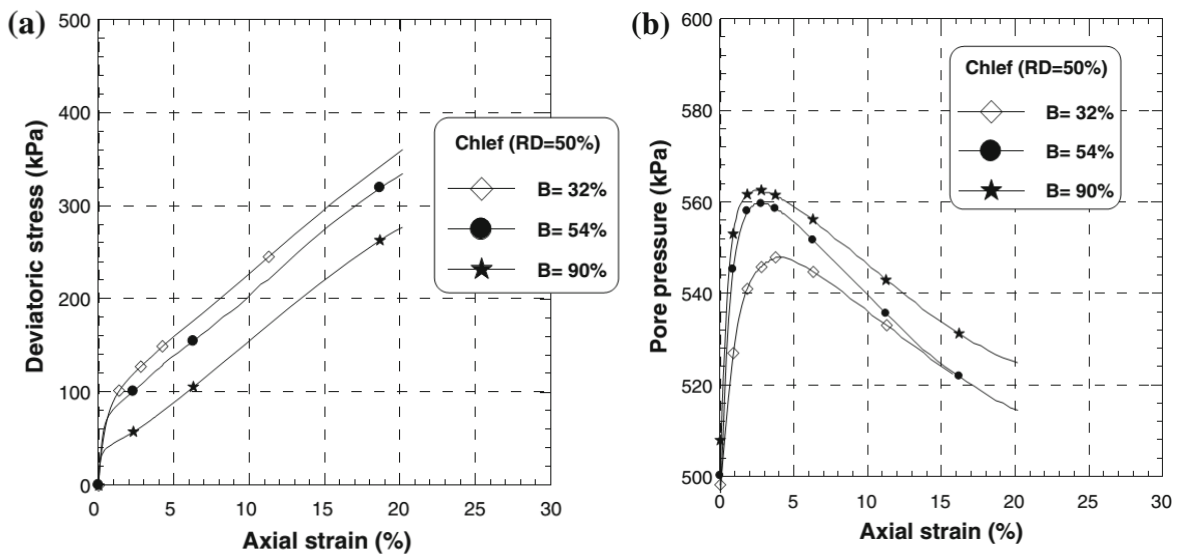 (a)
500
400
300
200
100
0
Deviatoric stress (kPa)
Chlef (RD=50%)
B= 32%
B= 54%
B= 90%
0 5 10 15 20 25 30
Axial strain (%)
(b)
600
580
560
540
520
500
Pore pressure (kPa)
Chlef (RD=50%)
B= 32%
B= 54%
B= 90%
0 5 10 15 20 25 30
Axial strain (%)